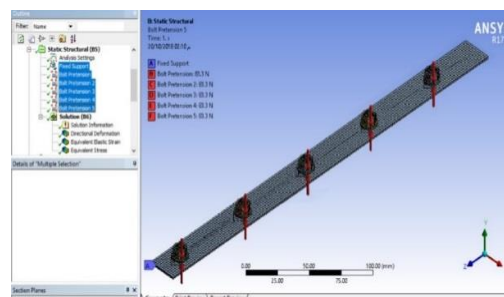 Outline
Filter: Name
Static Structural (B5)
Analysis Settings
Fixed Support
Bolt Pretension
Bolt Pretension 2
Bolt Pretension 3
Bolt Pretension 4
Bolt Pretension 5
Solution (B6)
Solution Information
Directional Deformation
Equivalent Elastic Strain
Equivalent Stress
Details of "Multiple Selection"
Section Planes
B: Static Structural
Bolt Pretension 5
Time: 1. s
A Fixed Support
B Bolt Pretension:
C Bolt Pretension 2:
D Bolt Pretension 3:
E Bolt Pretension 4:
F Bolt Pretension 5:
ANSY
R17
A
0.00
50.00
100.00 (mm)
25.00
75.00
Y
Z
X